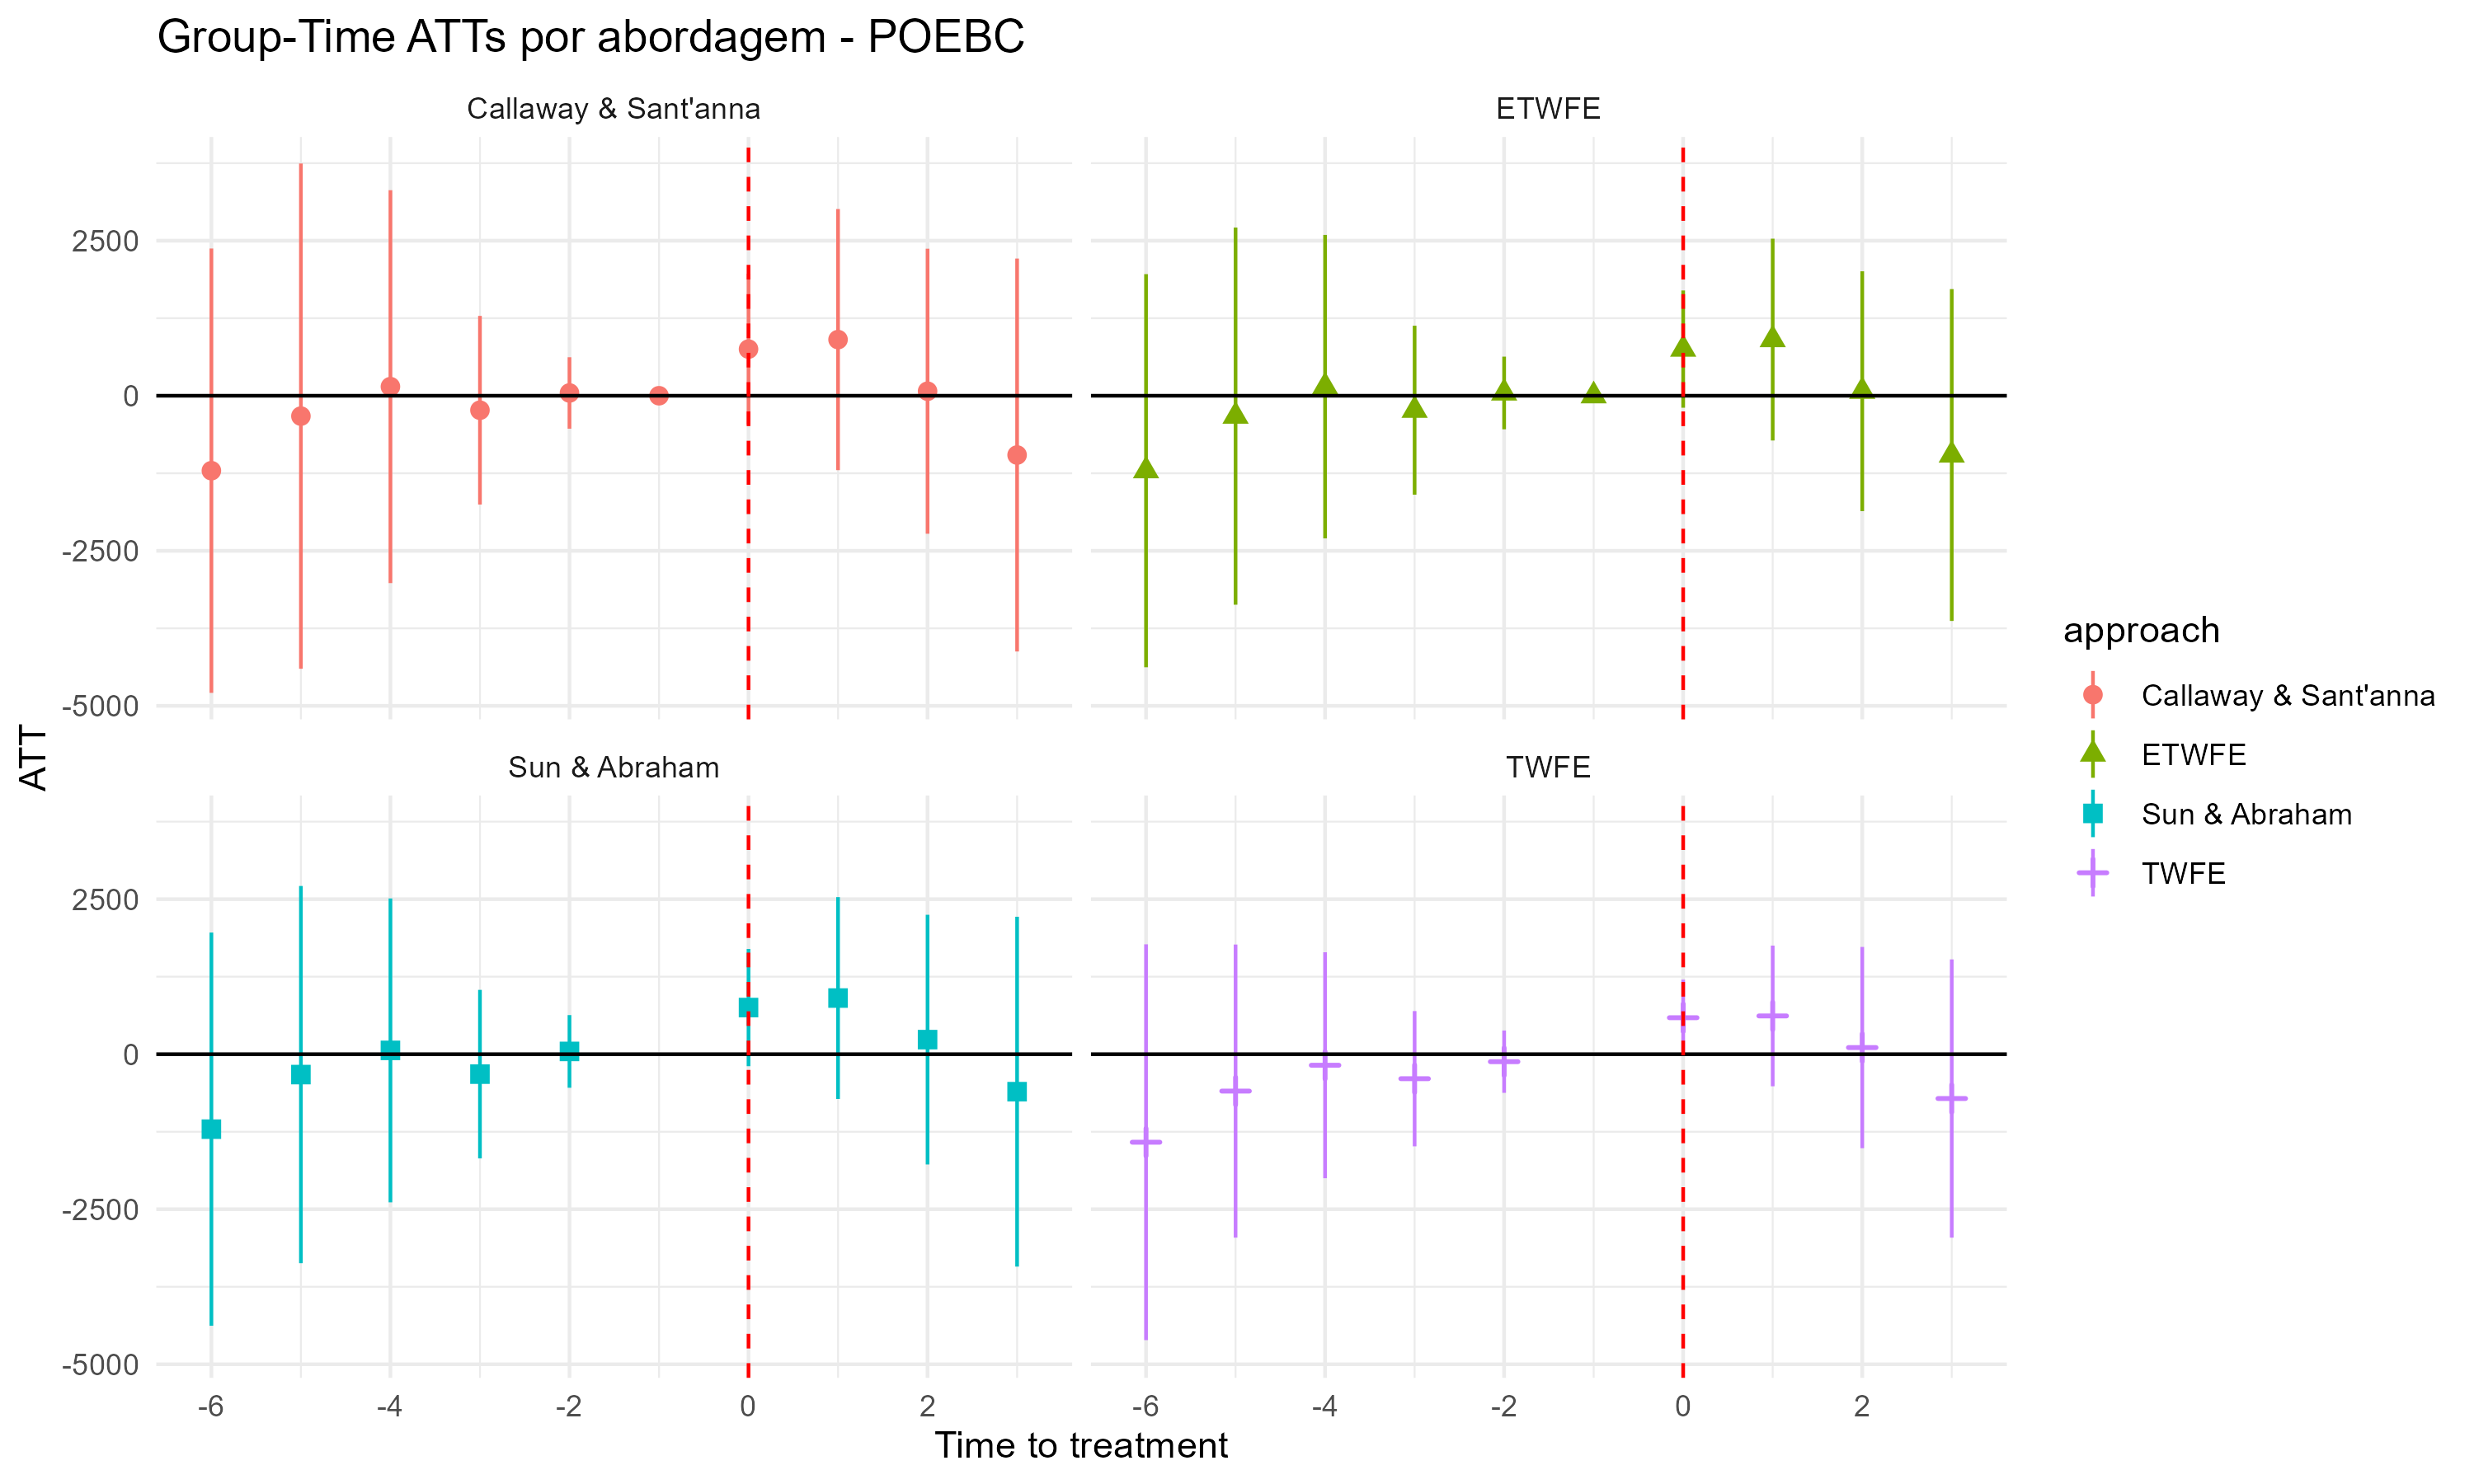 Group-Time ATTs por abordagem - POEBC
Callaway & Sant'anna
ETWFE
2500
0
-2500
-5000
Sun & Abraham
TWFE
2500
0
-2500
-5000
-6
-4
-2
0
2
-6
-4
-2
0
2
Time to treatment
ATT
approach
Callaway & Sant'anna
ETWFE
Sun & Abraham
TWFE